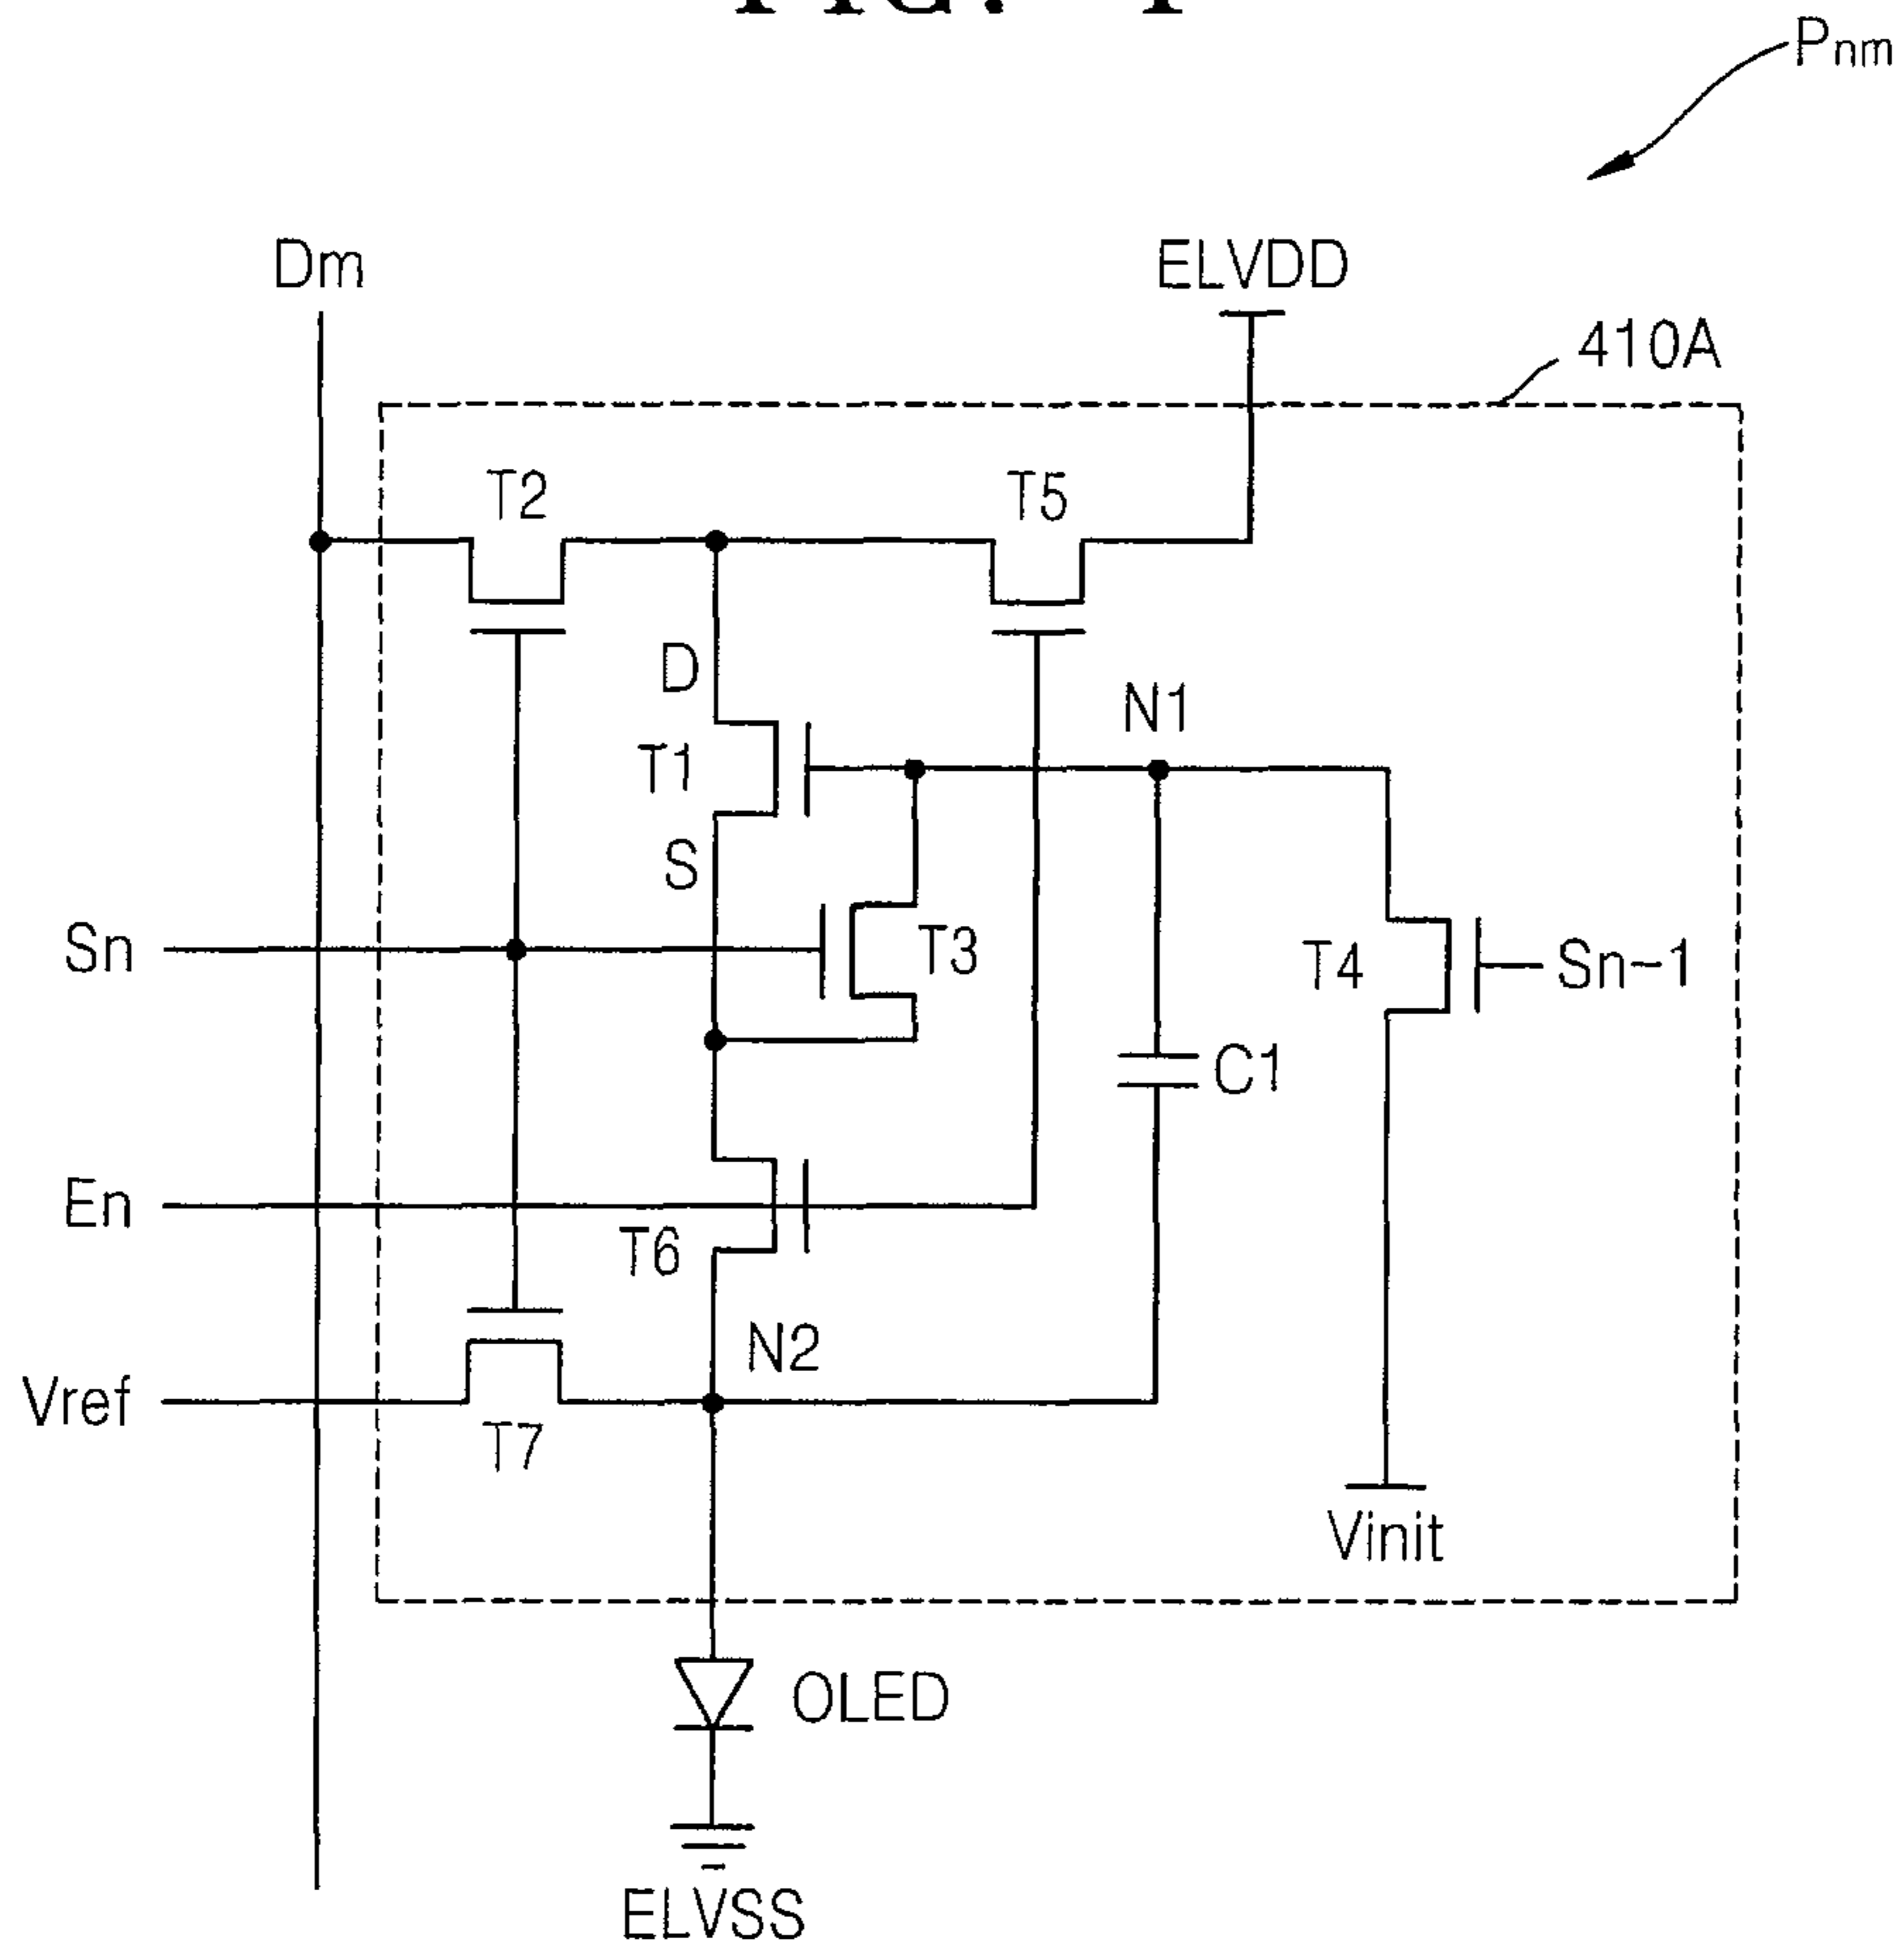 Pnm
Dm
ELVDD
410A
T2
T5
D
N1
T1
S
Sn
T3
T4
Sn-1
C1
En
T6
N2
Vref
T7
Vinit
OLED
ELVSS